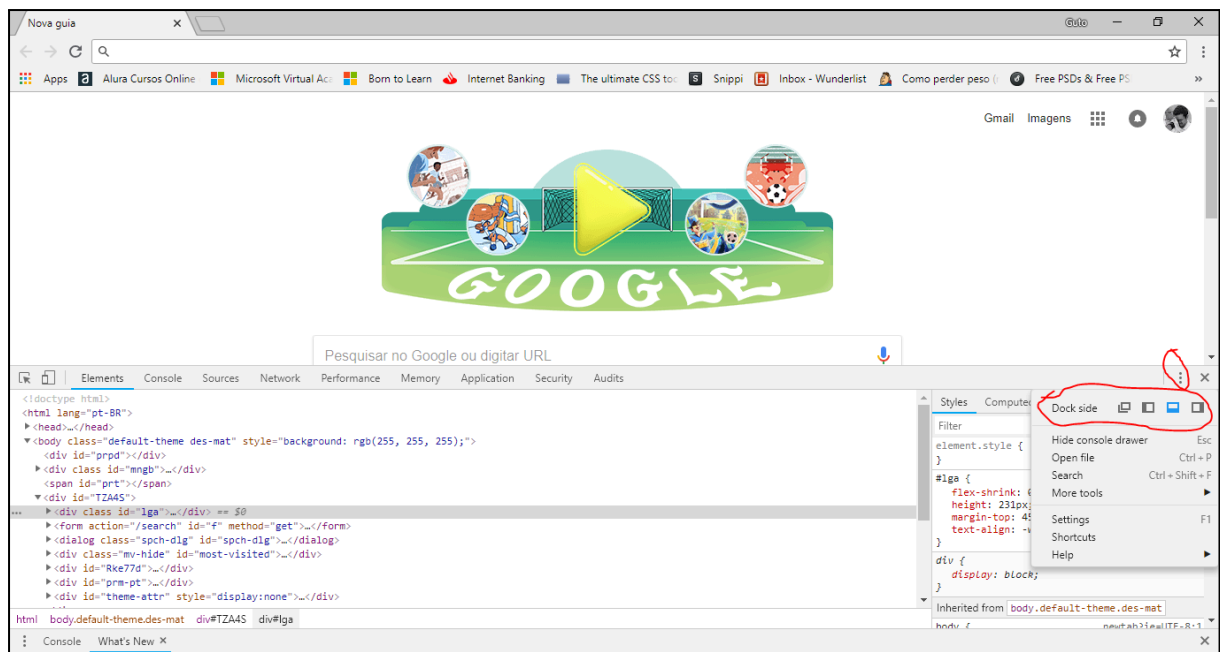 Nova guia
Guto
Apps Alura Cursos Online Microsoft Virtual Ac Born to Learn Internet Banking The ultimate CSS too Snippi Inbox - Wunderlist Como perder peso ( Free PSDs & Free PS »
Gmail Imagens
GOOGLE
Pesquisar no Google ou digitar URL
Elements Console Sources Network Performance Memory Application Security Audits
<!doctype html>
<html lang="pt-BR">
<head>…</head>
<body class="default-theme des-mat" style="background: rgb(255, 255, 255);">
<div id="prpd"></div>
<div class id="mngb">…</div>
<span id="prt"></span>
<div id="TZA4S">
… <div class id="lga">…</div> == $0
<form action="/search" id="f" method="get">…</form>
<dialog class="spch-dlg" id="spch-dlg">…</dialog>
<div class="mv-hide" id="most-visited">…</div>
<div id="Rke77d">…</div>
<div id="prm-pt">…</div>
<div id="theme-attr" style="display:none">…</div>
html body.default-theme.des-mat div#TZA4S div#lga
Styles Computed
Filter
element.style {
}
#lga {
flex-shrink:
height: 231px;
margin-top: 45
text-align: -w
}
div {
display: block;
}
Inherited from body.default-theme.des-mat
body { newtab?ie=UTF-8:1
Dock side
Hide console drawer Esc
Open file Ctrl + P
Search Ctrl + Shift + F
More tools
Settings F1
Shortcuts
Help
Console What's New ×